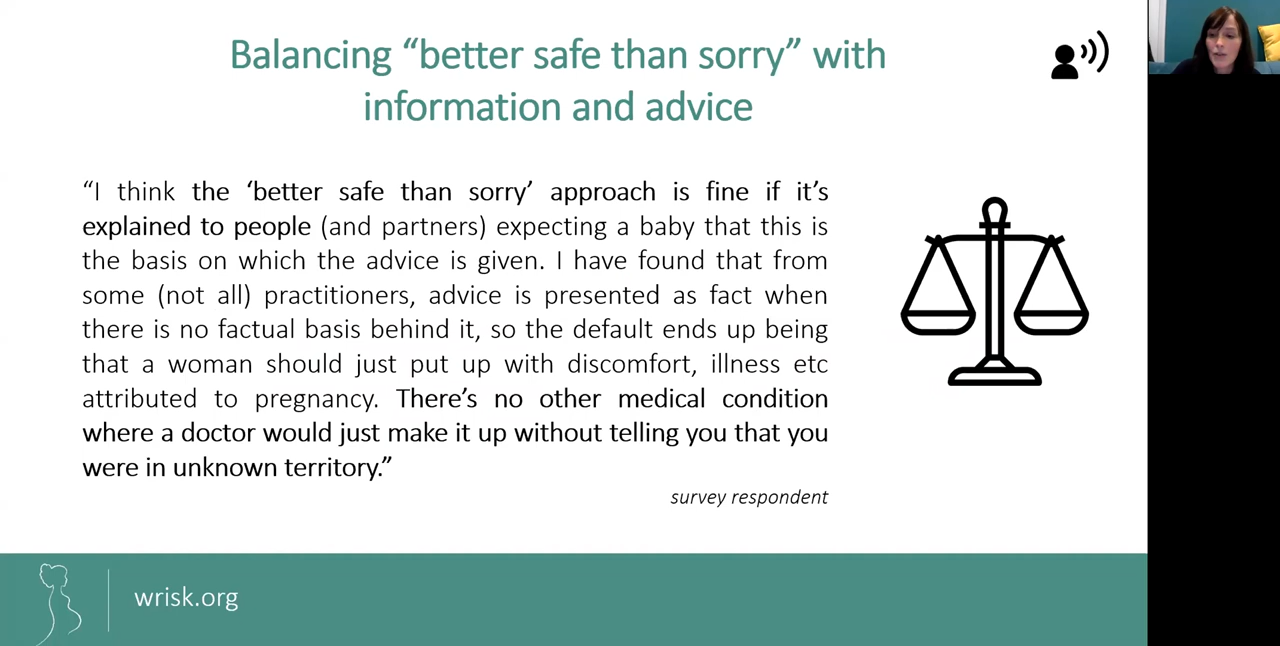 Balancing “better safe than sorry” with
information and advice
“I think the ‘better safe than sorry’ approach is fine if it’s
explained to people (and partners) expecting a baby that this is
the basis on which the advice is given. I have found that from
some (not all) practitioners, advice is presented as fact when
there is no factual basis behind it, so the default ends up being
that a woman should just put up with discomfort, illness etc
attributed to pregnancy. There’s no other medical condition
where a doctor would just make it up without telling you that you
were in unknown territory.”
survey respondent
wrisk.org